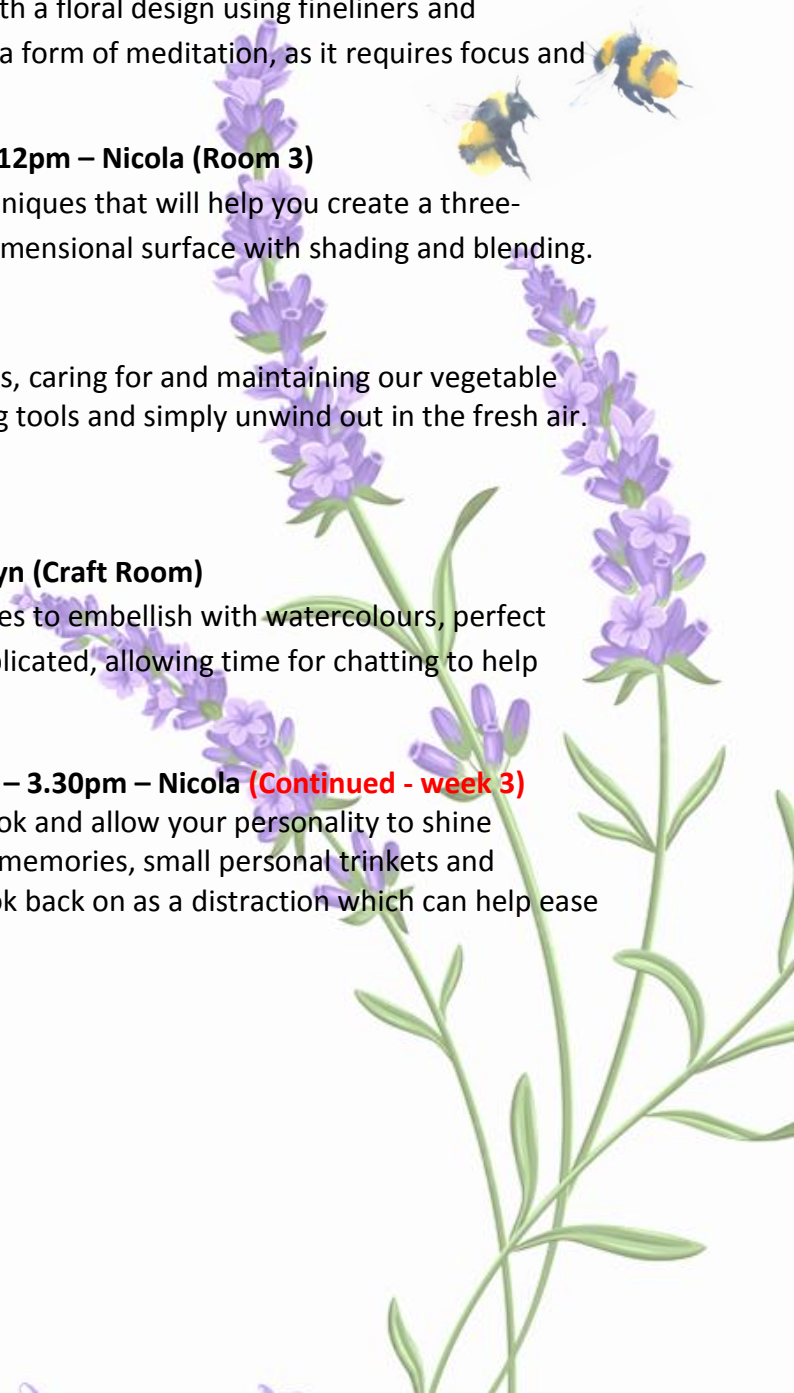 th a floral design using fineliners and
a form of meditation, as it requires focus and
12pm – Nicola (Room 3)
niques that will help you create a three-
mensional surface with shading and blending.
s, caring for and maintaining our vegetable
g tools and simply unwind out in the fresh air.
yn (Craft Room)
es to embellish with watercolours, perfect
plicated, allowing time for chatting to help
– 3.30pm – Nicola (Continued - week 3)
ok and allow your personality to shine
memories, small personal trinkets and
ok back on as a distraction which can help ease